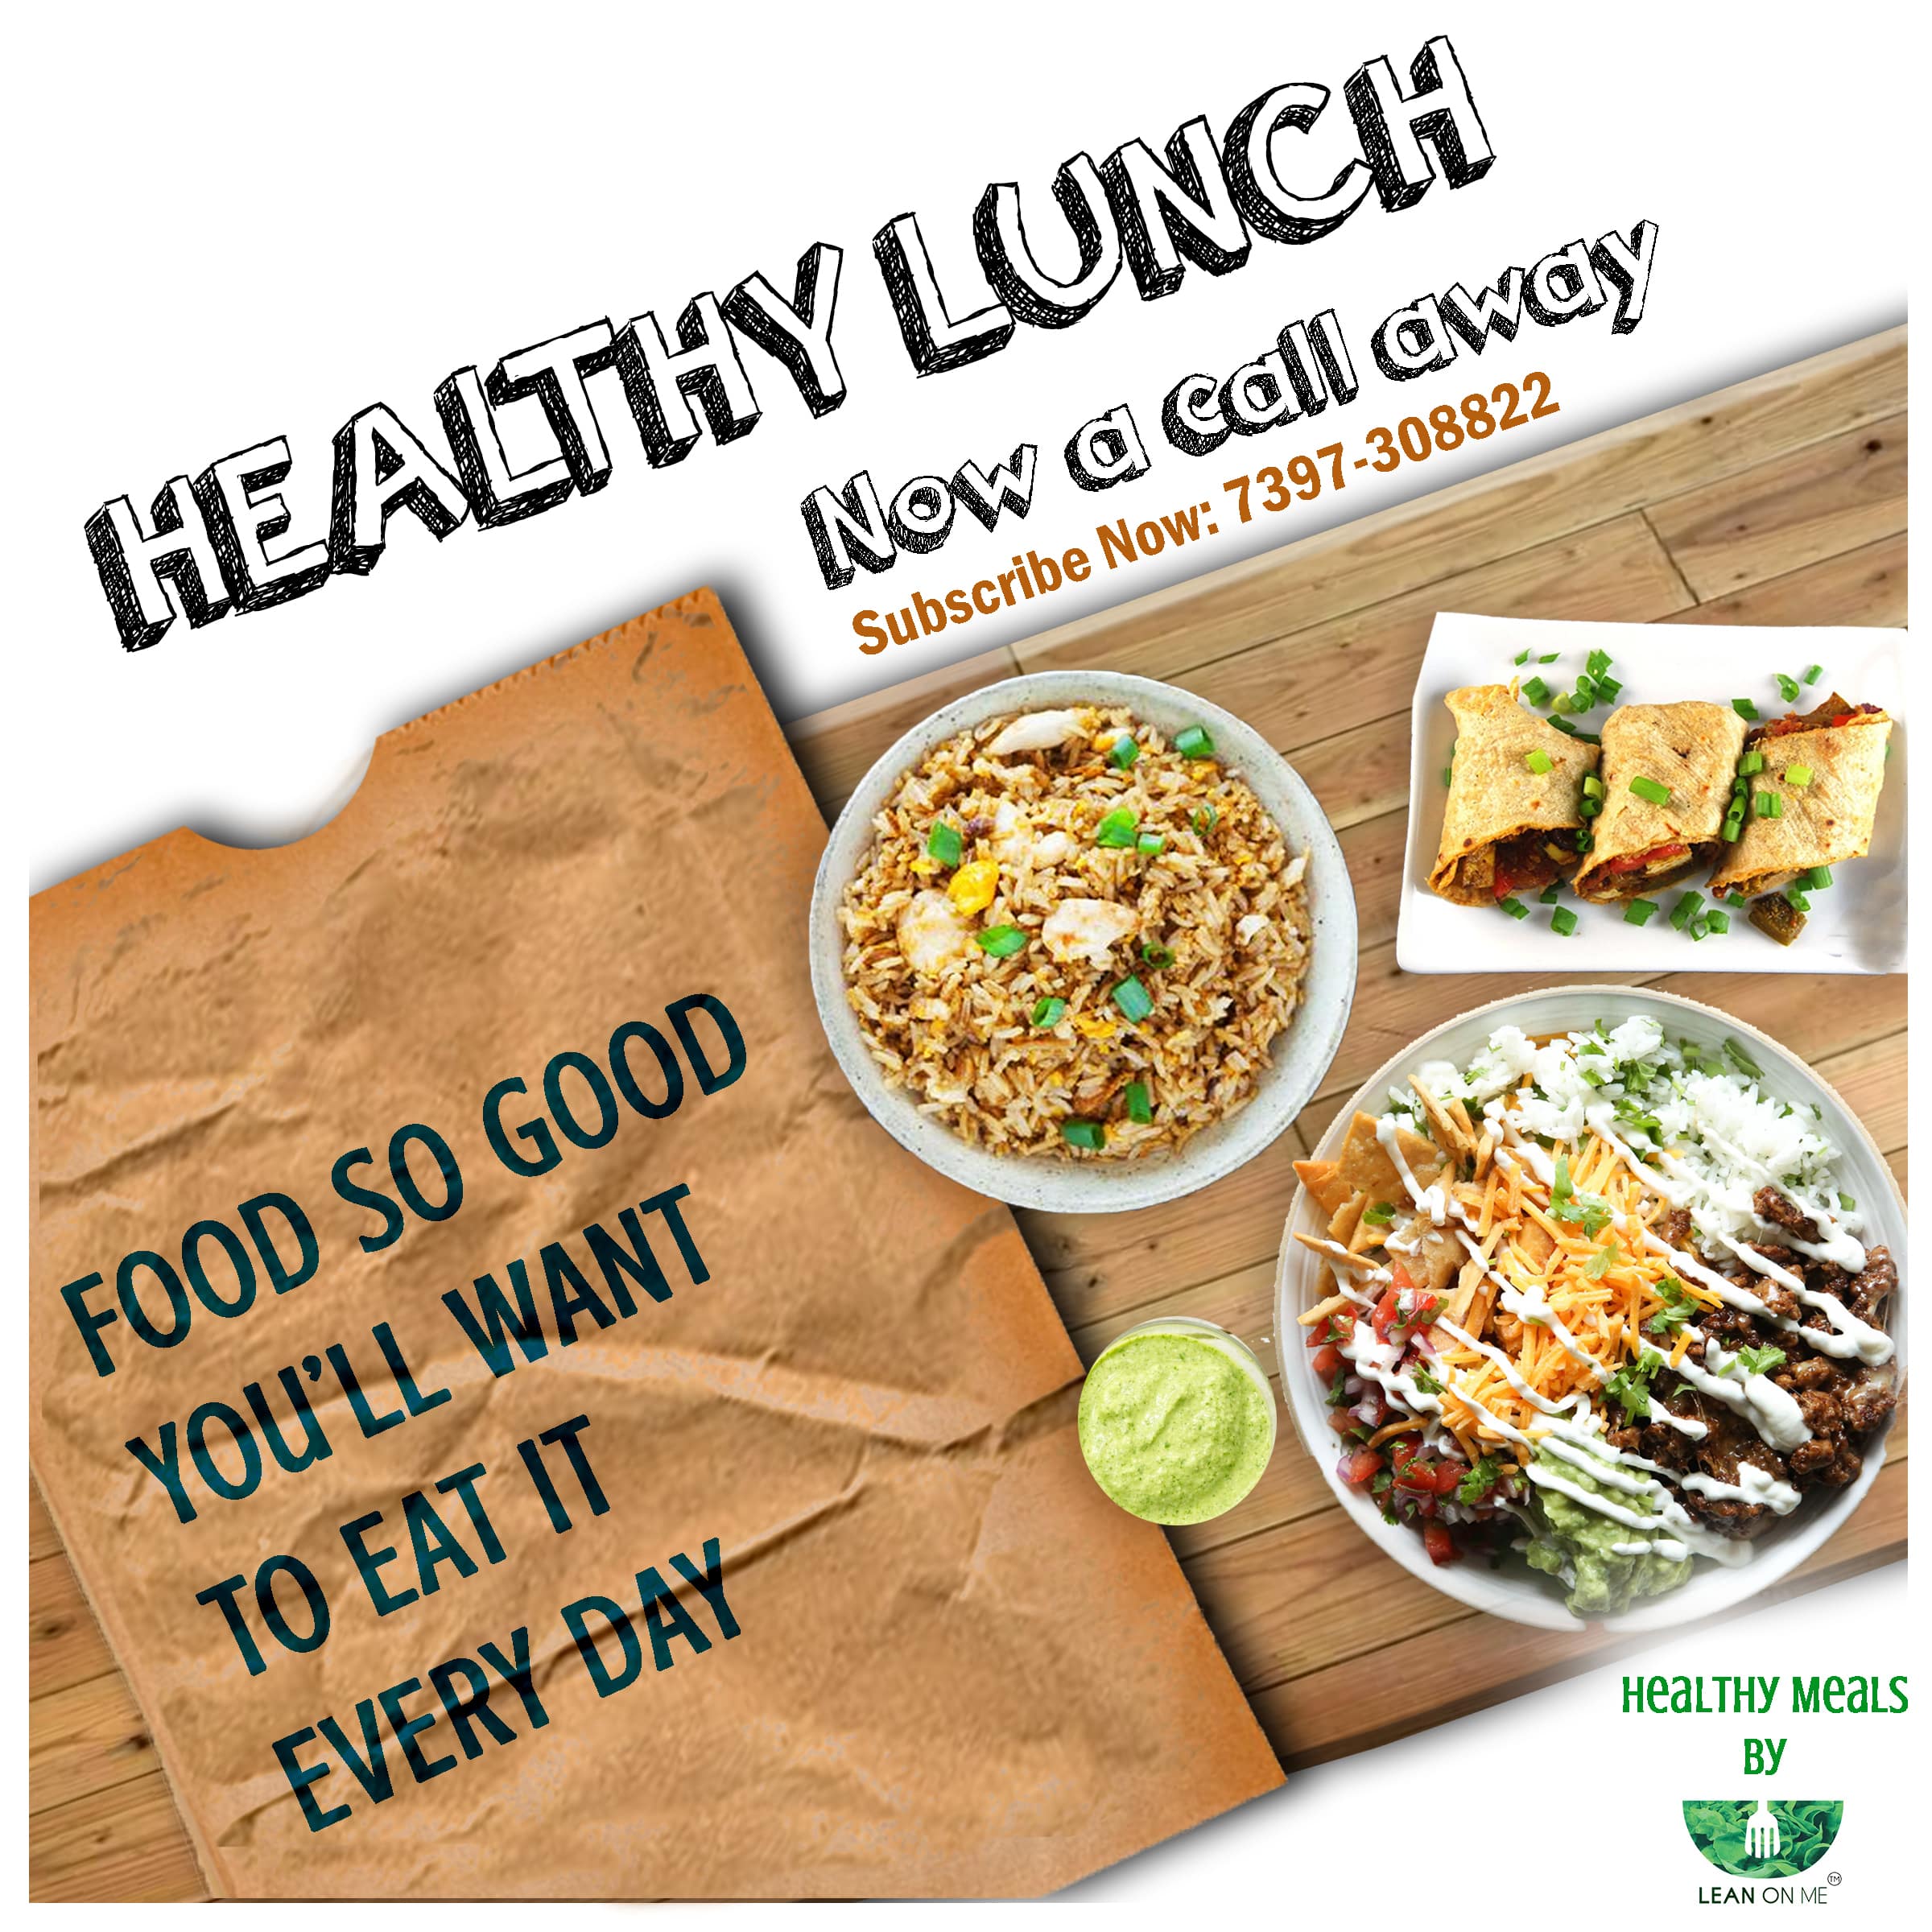 HEALTHY LUNCH
Now a call away
Subscribe Now: 7397-308822
FOOD SO GOOD
YOU'LL WANT
TO EAT IT
EVERY DAY
HEALTHY MEALS
BY
LEAN ON ME™